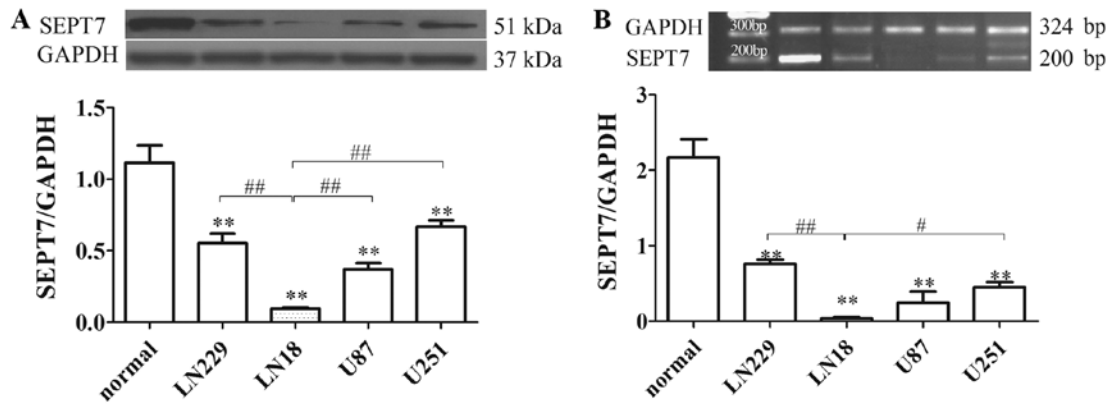 A
SEPT7
51 kDa
GAPDH
37 kDa
SEPT7/GAPDH
1.5
1.0
0.5
0.0
**
**
**
**
##
##
##
normal
LN229
LN18
U87
U251
B
GAPDH
300bp
324 bp
SEPT7
200bp
200 bp
SEPT7/GAPDH
3
2
1
0
**
**
**
**
##
#
normal
LN229
LN18
U87
U251